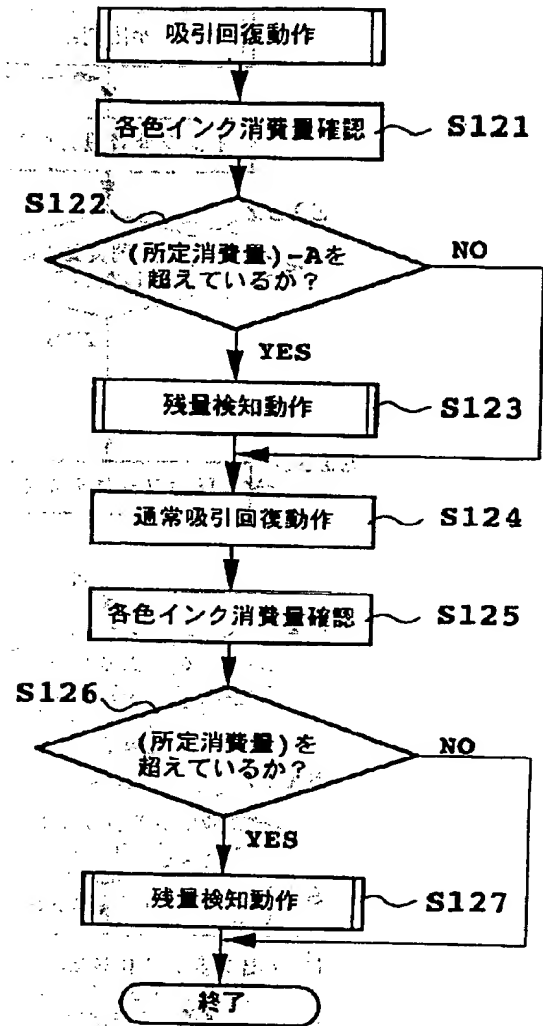 吸引回復動作
各色インク消費量確認
S121
S122
(所定消費量)-Aを
超えているか？
NO
YES
残量検知動作
S123
通常吸引回復動作
S124
各色インク消費量確認
S125
S126
(所定消費量)を
超えているか？
NO
YES
残量検知動作
S127
終了